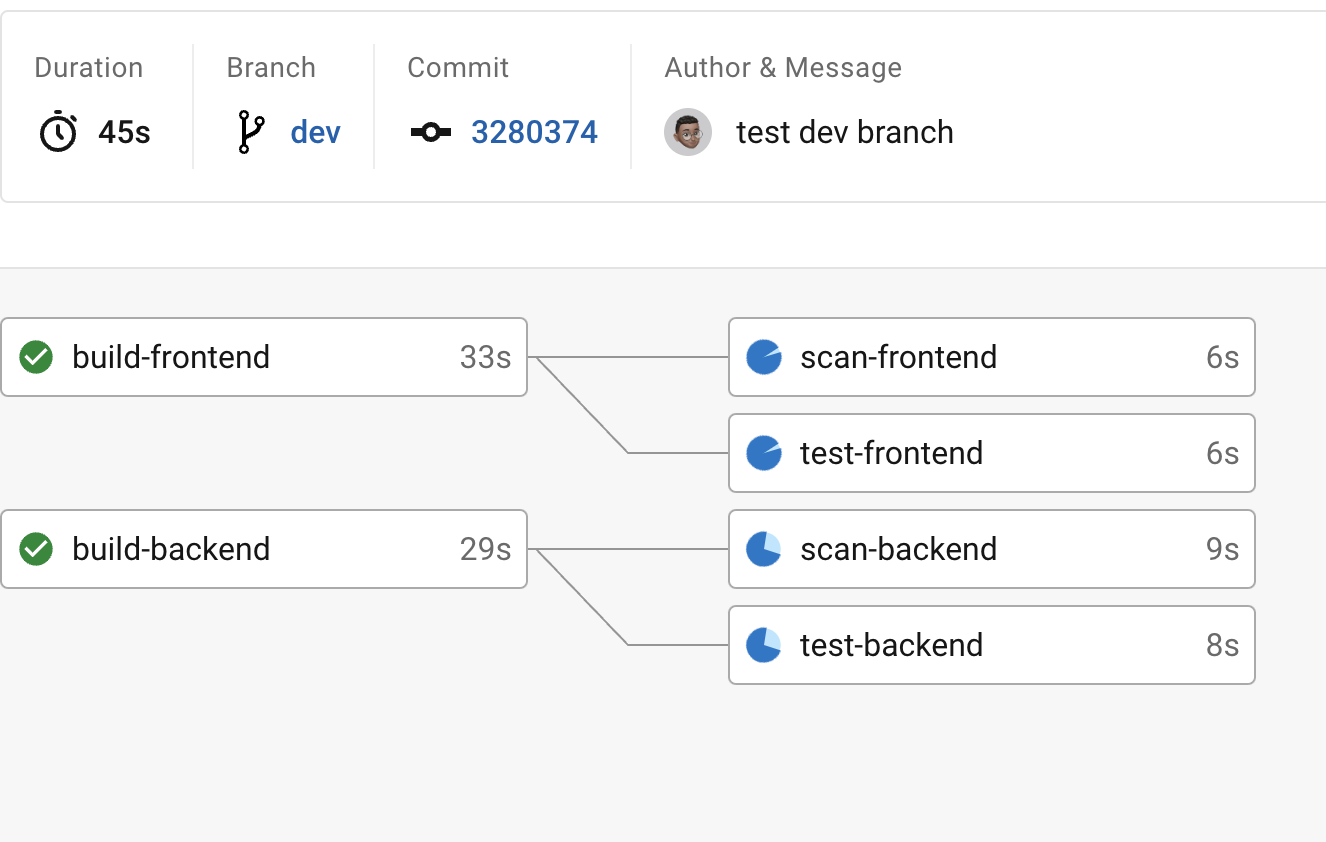 Duration Branch Commit Author & Message
45s dev 3280374 test dev branch
build-frontend 33s scan-frontend 6s
test-frontend 6s
build-backend 29s scan-backend 9s
test-backend 8s